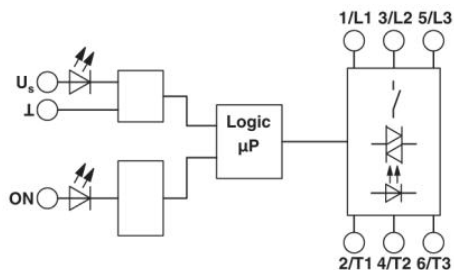 1/L1 3/L2 5/L3
Us
⊥
Logic
µP
ON
2/T1 4/T2 6/T3